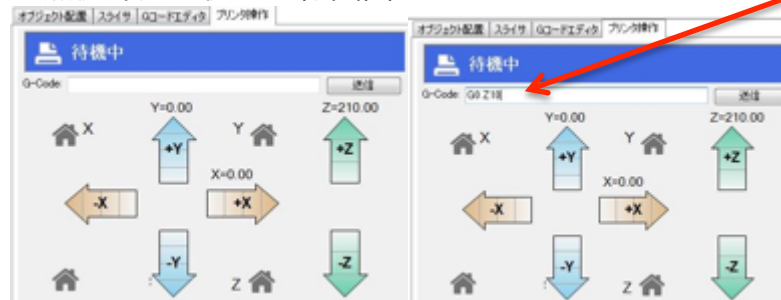 オブジェクト配置 スライサ Gコードエディタ プリンタ操作
待機中
G-Code: 送信
Y=0.00 Z=210.00
X Y
+Y +Z
X=0.00
-X +X
-Y -Z
Z
オブジェクト配置 スライサ Gコードエディタ プリンタ操作
待機中
G-Code: G0 Z10 送信
Y=0.00 Z=210.00
X Y
+Y +Z
X=0.00
-X +X
-Y -Z
Z